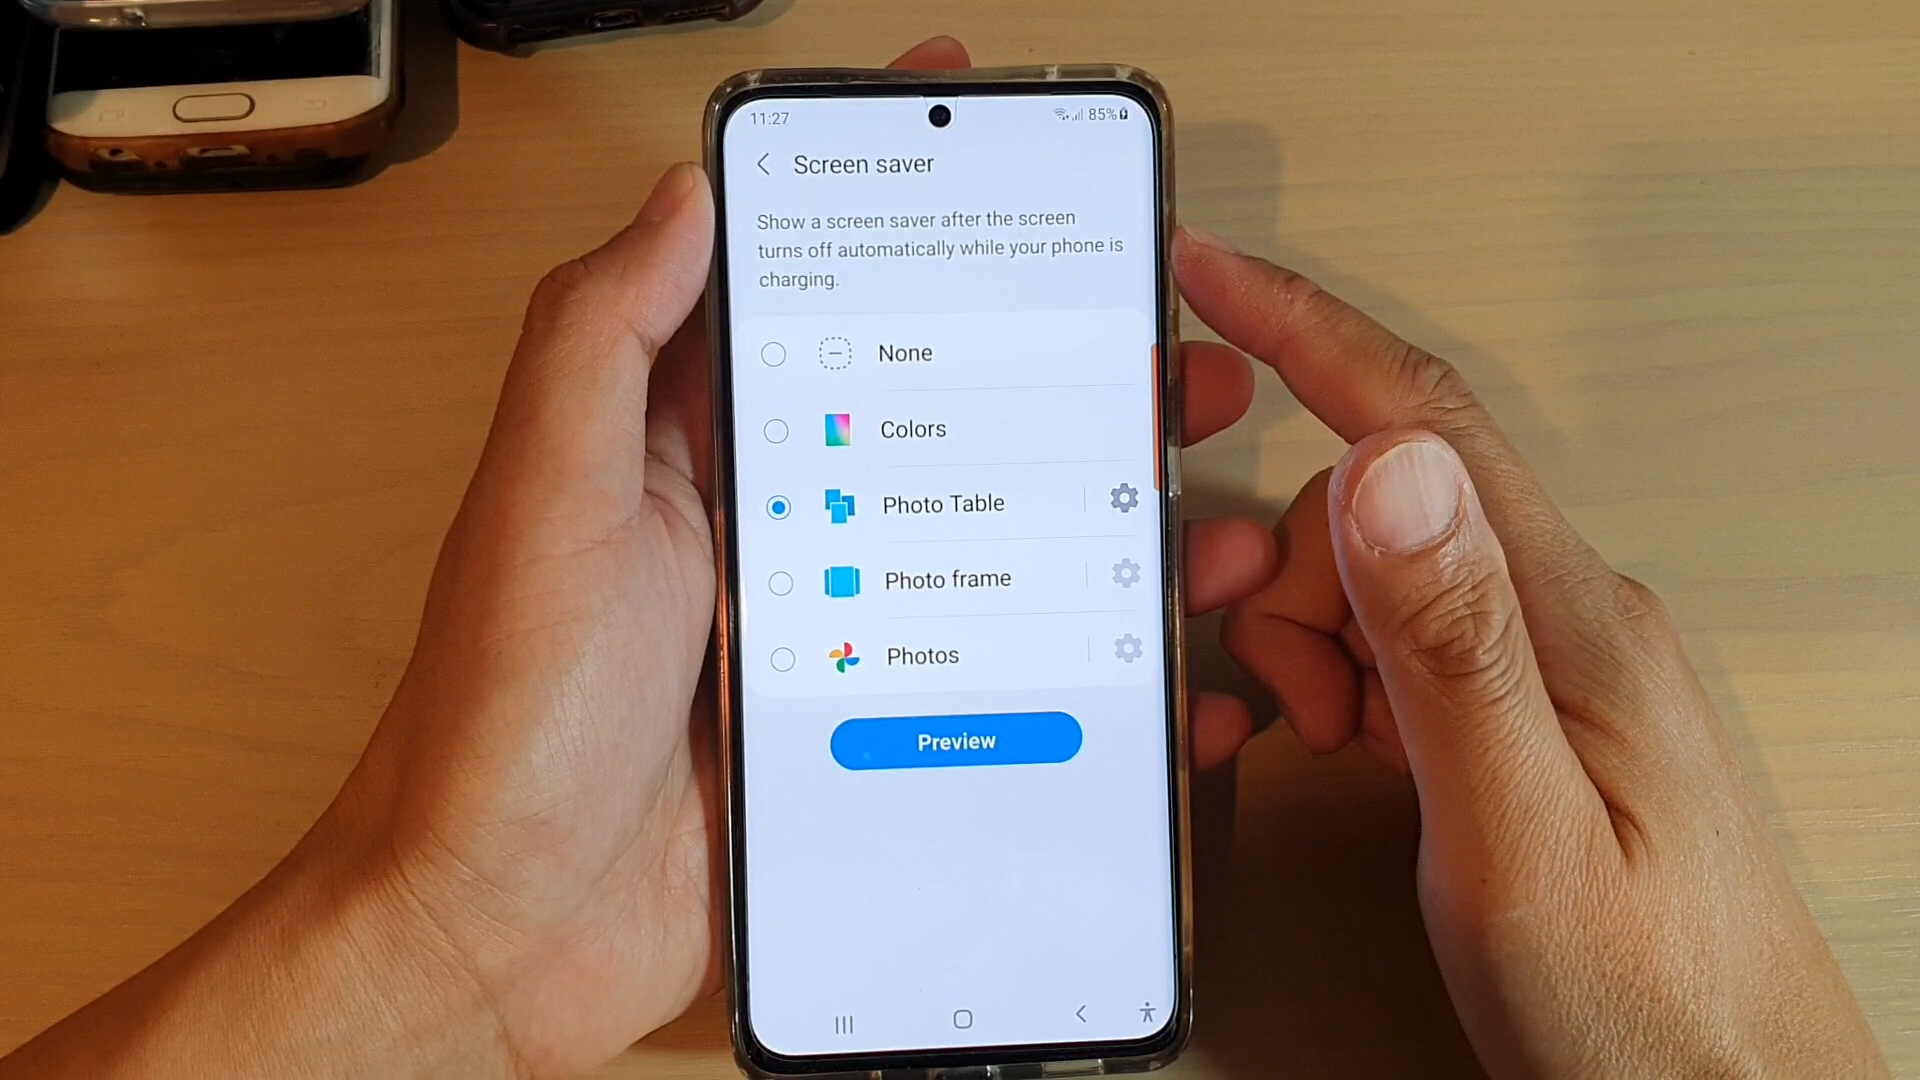 11:27
85%
Screen saver
Show a screen saver after the screen
turns off automatically while your phone is
charging.
None
Colors
Photo Table
Photo frame
Photos
Preview